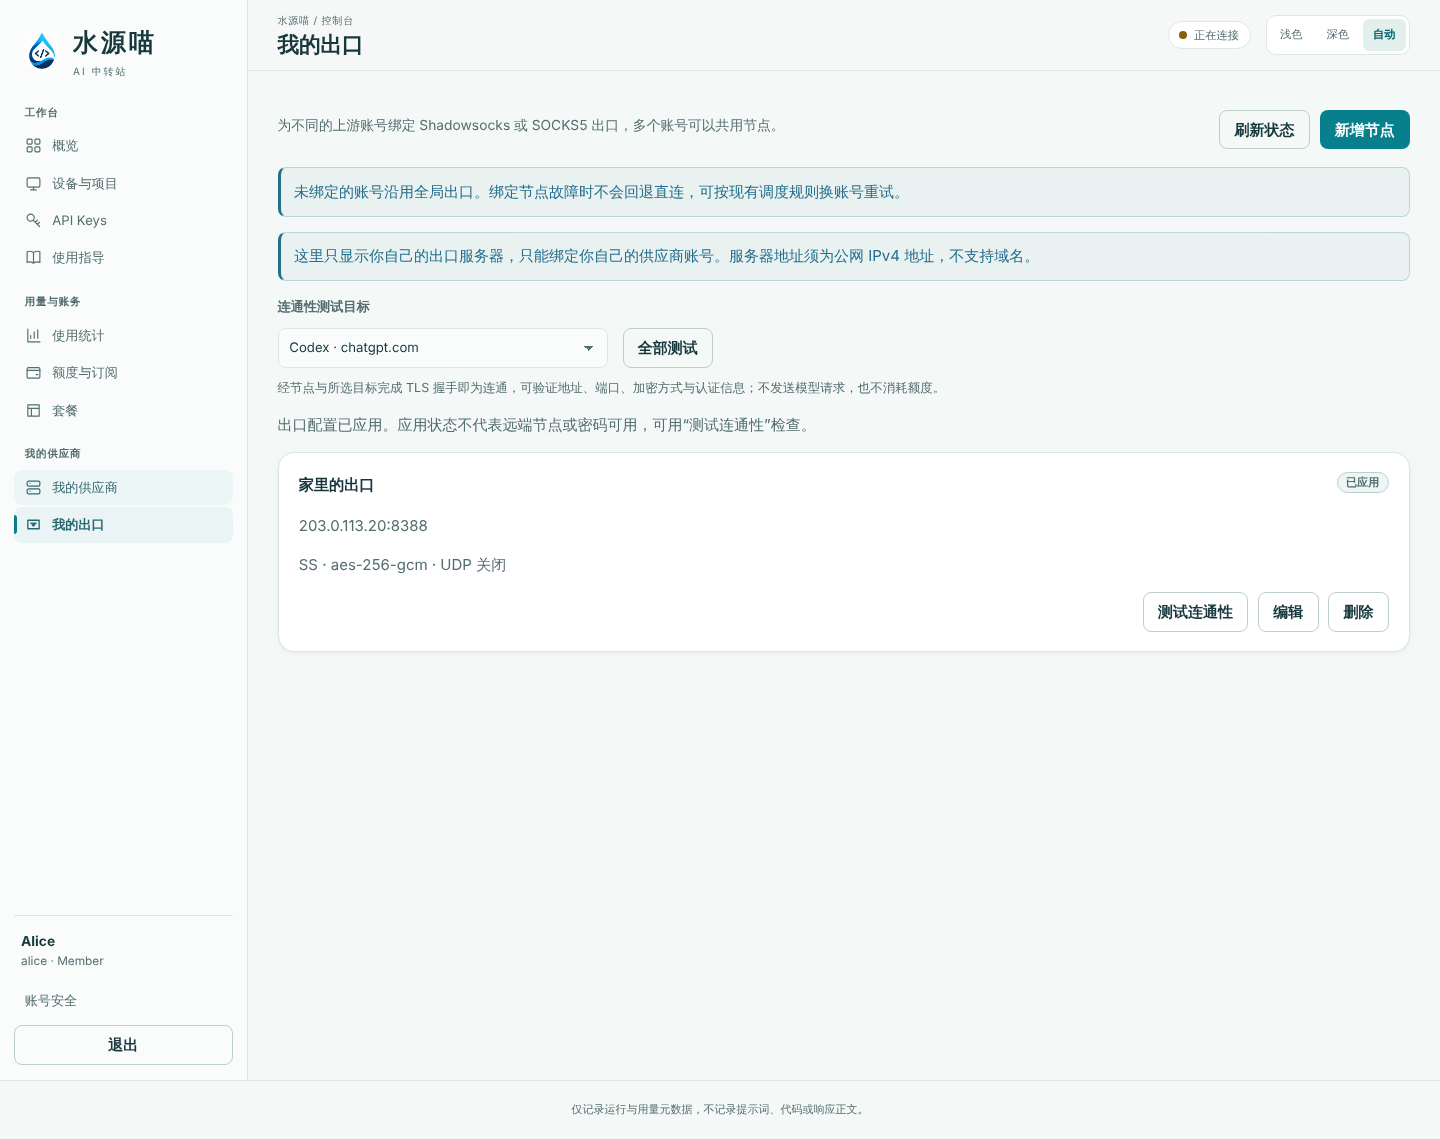 水源喵
AI 中转站
工作台
概览
设备与项目
API Keys
使用指导
用量与账务
使用统计
额度与订阅
套餐
我的供应商
我的供应商
我的出口
Alice
alice · Member
账号安全
退出
水源喵 / 控制台
我的出口
正在连接
浅色
深色
自动
为不同的上游账号绑定 Shadowsocks 或 SOCKS5 出口，多个账号可以共用节点。
刷新状态
新增节点
未绑定的账号沿用全局出口。绑定节点故障时不会回退直连，可按现有调度规则换账号重试。
这里只显示你自己的出口服务器，只能绑定你自己的供应商账号。服务器地址须为公网 IPv4 地址，不支持域名。
连通性测试目标
Codex · chatgpt.com
全部测试
经节点与所选目标完成 TLS 握手即为连通，可验证地址、端口、加密方式与认证信息；不发送模型请求，也不消耗额度。
出口配置已应用。应用状态不代表远端节点或密码可用，可用“测试连通性”检查。
家里的出口
已应用
203.0.113.20:8388
SS · aes-256-gcm · UDP 关闭
测试连通性
编辑
删除
仅记录运行与用量元数据，不记录提示词、代码或响应正文。